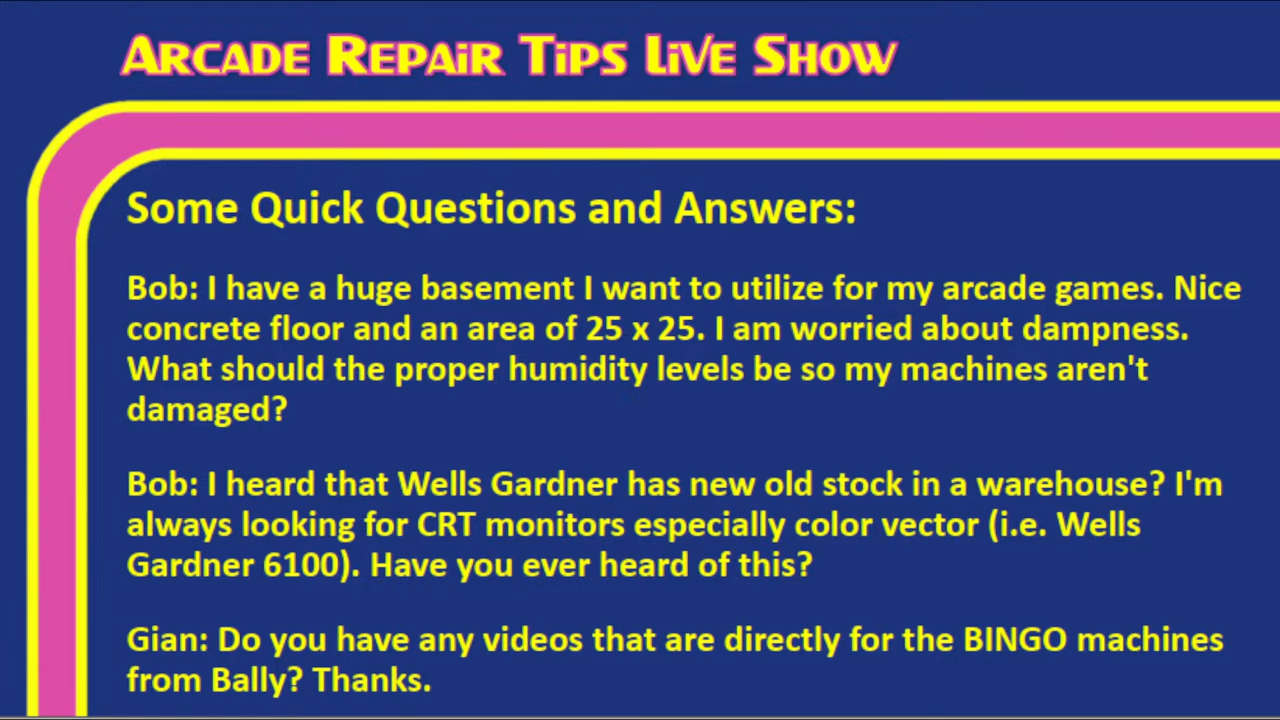 Arcade Repair Tips Live Show
Some Quick Questions and Answers:
Bob: I have a huge basement I want to utilize for my arcade games. Nice
concrete floor and an area of 25 x 25. I am worried about dampness.
What should the proper humidity levels be so my machines aren't
damaged?
Bob: I heard that Wells Gardner has new old stock in a warehouse? I'm
always looking for CRT monitors especially color vector (i.e. Wells
Gardner 6100). Have you ever heard of this?
Gian: Do you have any videos that are directly for the BINGO machines
from Bally? Thanks.